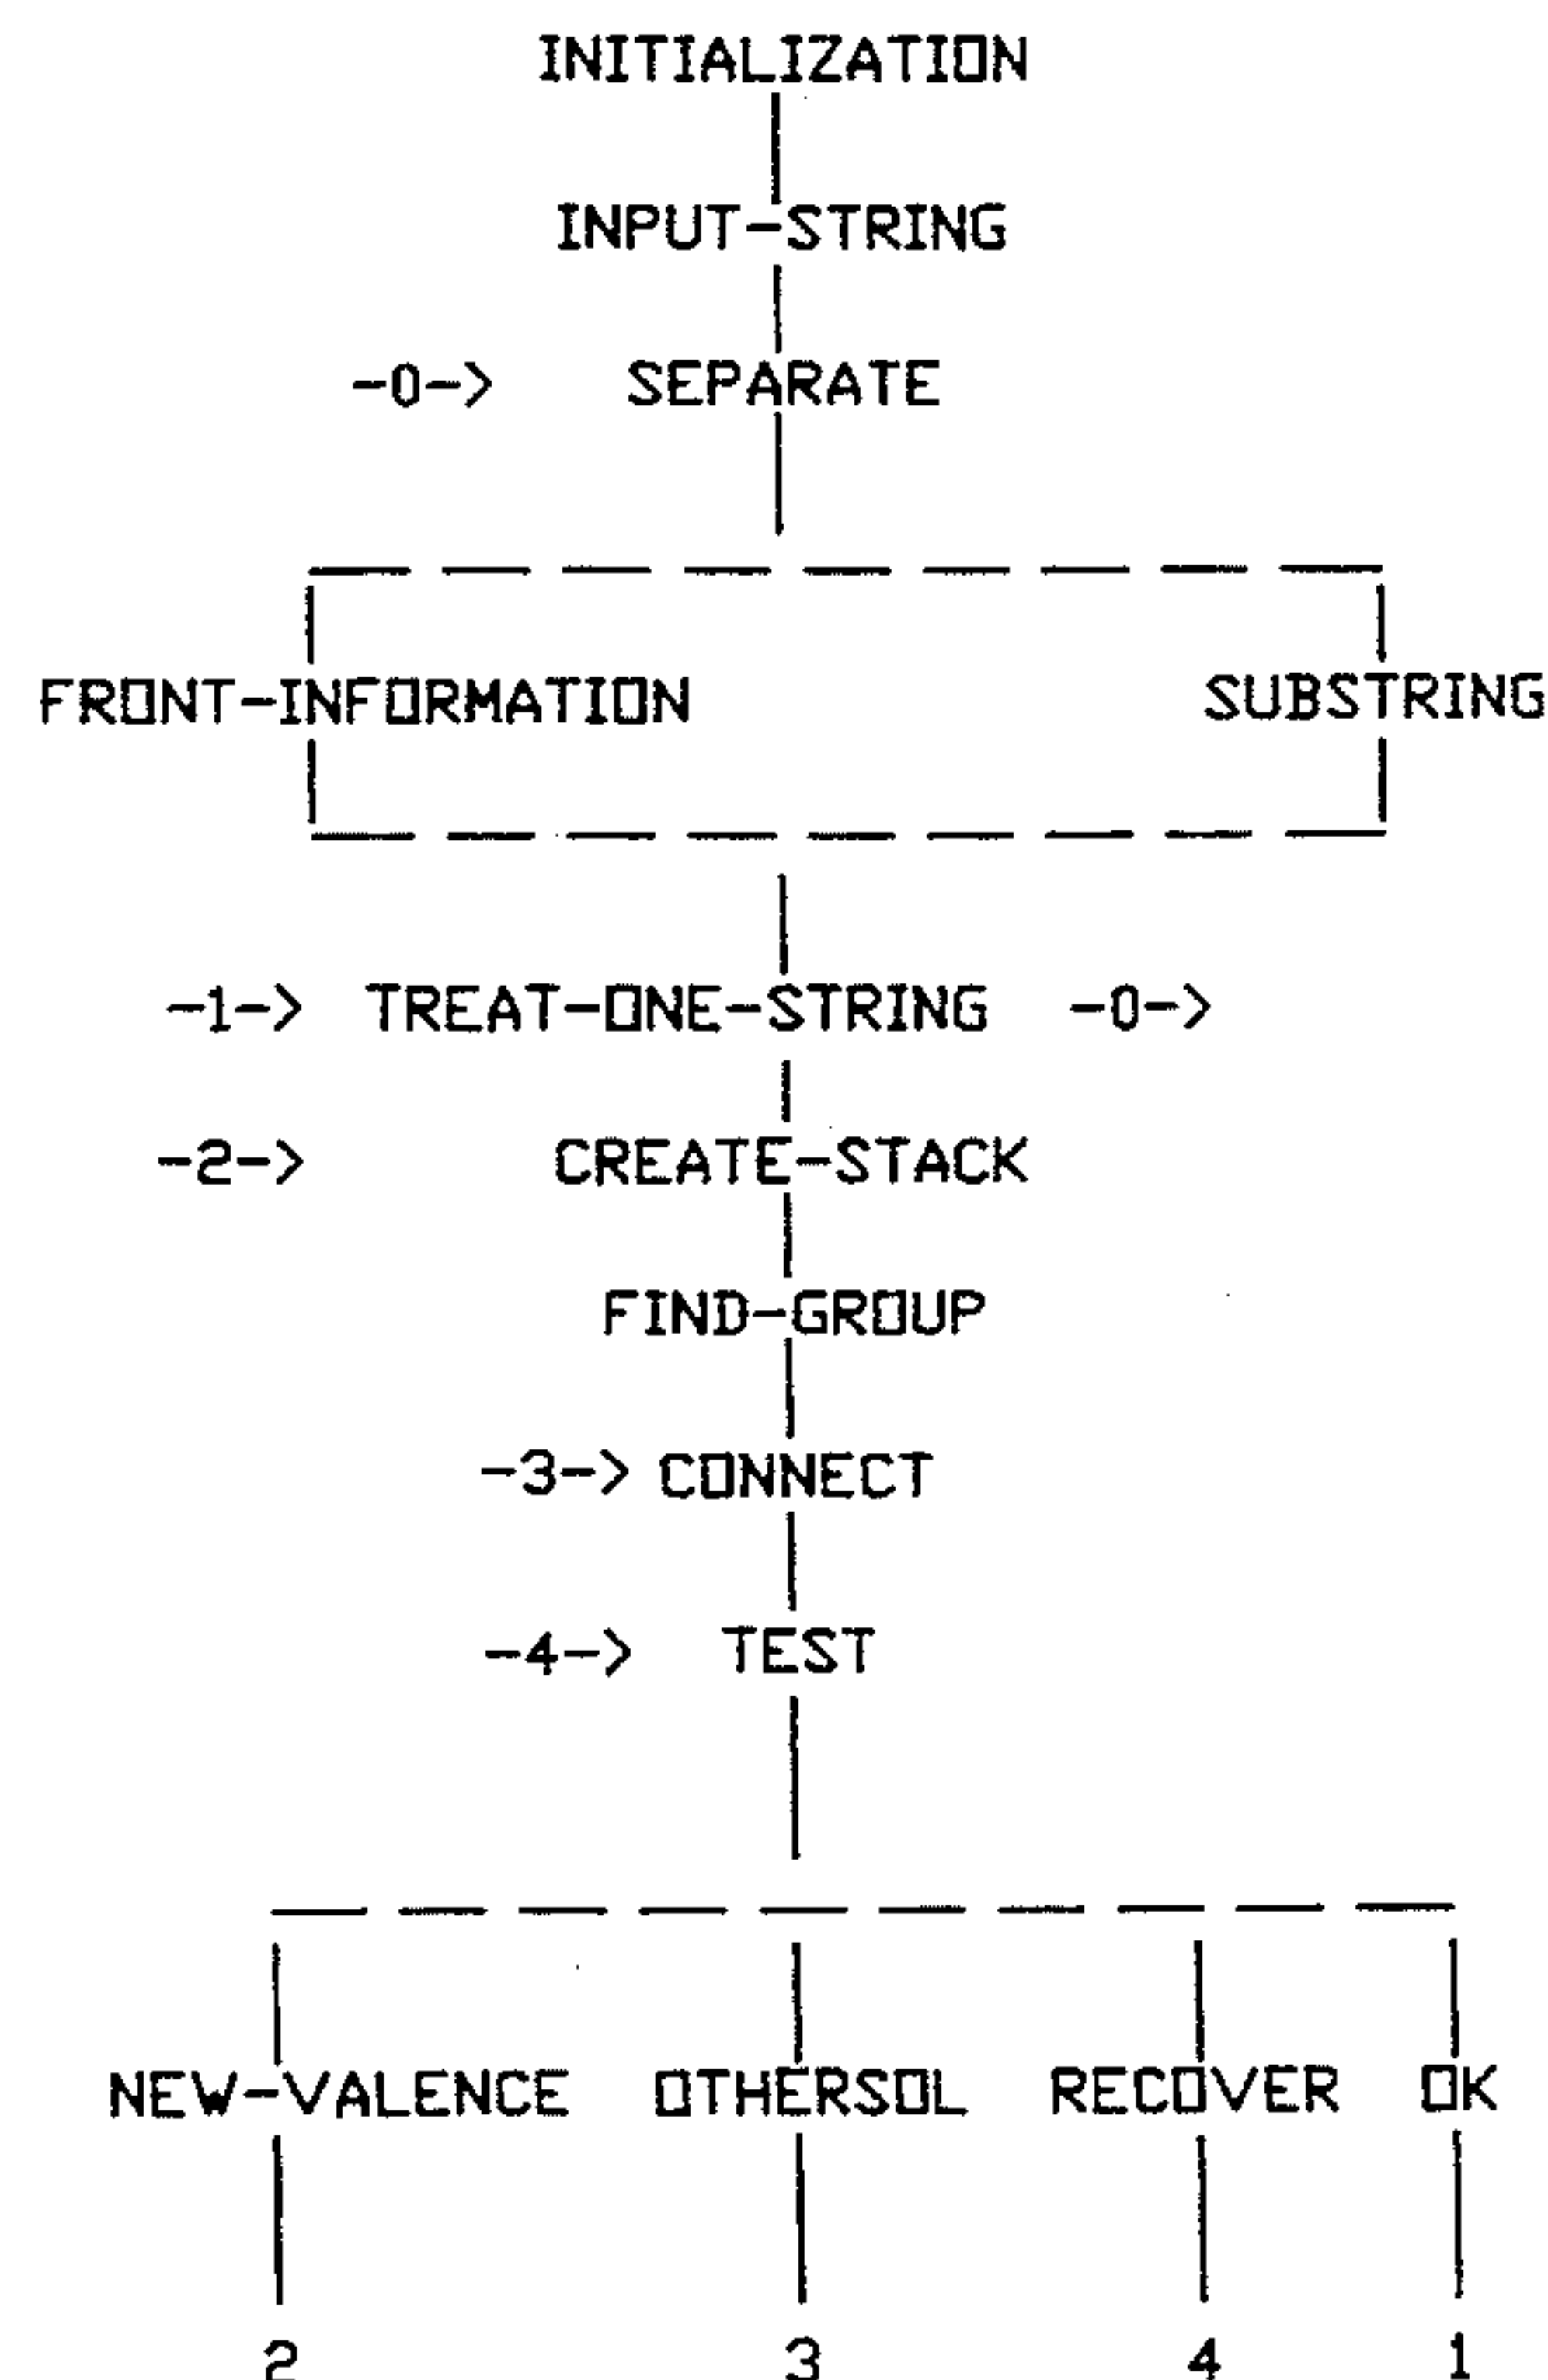 INITIALIZATION
INPUT-STRING
-0-> SEPARATE
FRONT-INFORMATION SUBSTRING
-1-> TREAT-ONE-STRING -0->
-2-> CREATE-STACK
FIND-GROUP
-3-> CONNECT
-4-> TEST
NEW-VALENCE OTHERSOL RECOVER OK
2 3 4 1